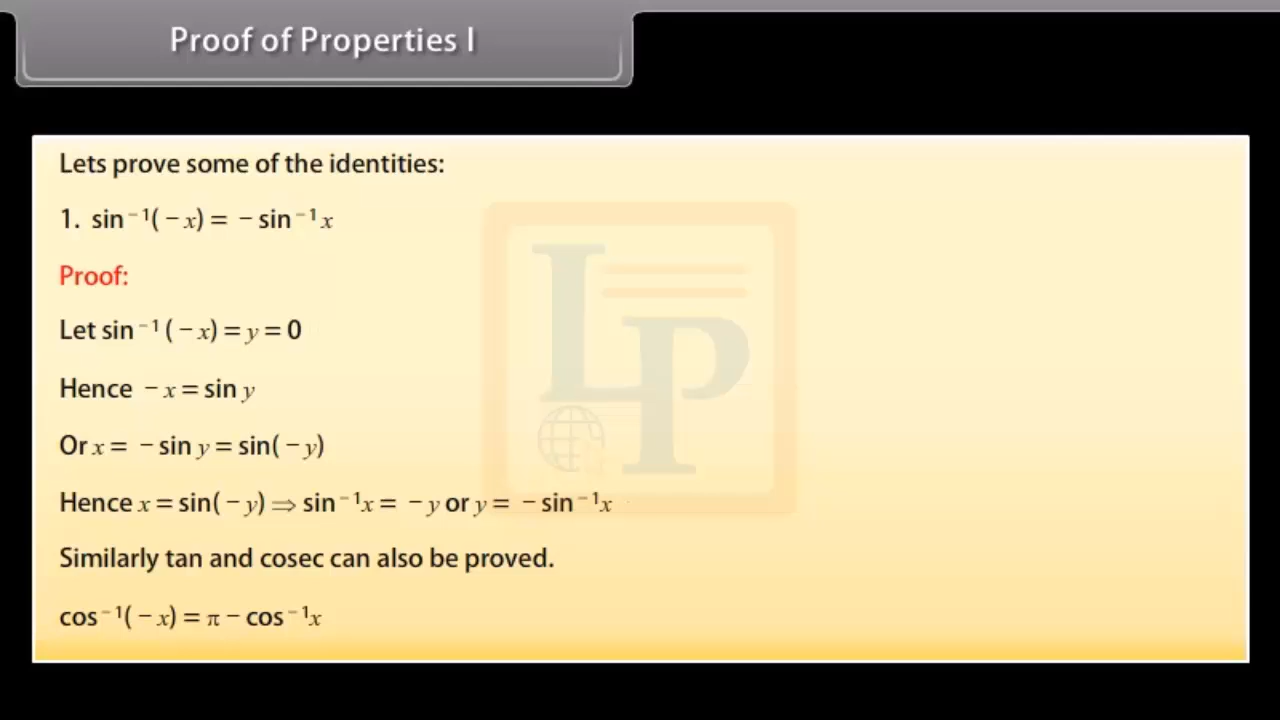 Proof of Properties I
Lets prove some of the identities:
1. sin⁻¹(−x) = −sin⁻¹x
Proof:
Let sin⁻¹(−x) = y = 0
Hence −x = sin y
Or x = −sin y = sin(−y)
Hence x = sin(−y) ⇒ sin⁻¹x = −y or y = −sin⁻¹x
Similarly tan and cosec can also be proved.
cos⁻¹(−x) = π − cos⁻¹x
LP